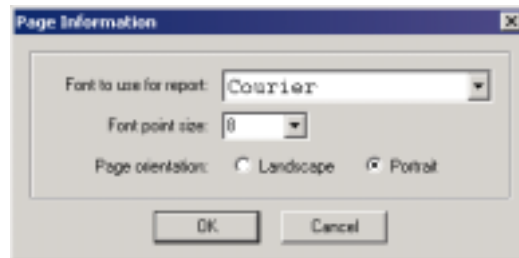 Page Information
Font to use for report: Courier
Font point size: 8
Page orientation: Landscape Portrait
OK Cancel